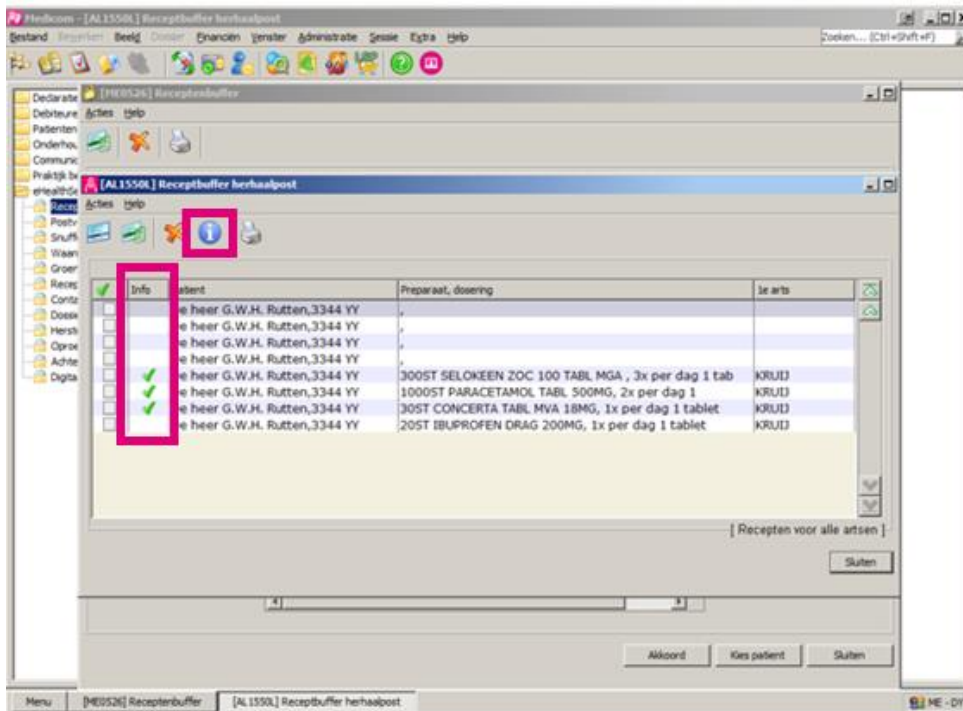 Medicom - [AL1550L] Receptbuffer herhaalpost
Bestand Bewerken Beeld Dossier Financiën Venster Administratie Sessie Extra Help
Zoeken... (Ctrl+Shift+F)
Declaratie
Debiteure
Patienten
Onderhou
Communic
Praktijk be
eHealthSe
Recep
Postv
Snuff
Waar
Groer
Recep
Conta
Dossie
Herste
Oproe
Achte
Digita
[ME0526] Receptenbuffer
Acties Help
[AL1550L] Receptbuffer herhaalpost
Acties Help
Info atient Preparaat, dosering 1e arts
e heer G.W.H. Rutten,3344 YY ,
e heer G.W.H. Rutten,3344 YY ,
e heer G.W.H. Rutten,3344 YY ,
e heer G.W.H. Rutten,3344 YY ,
e heer G.W.H. Rutten,3344 YY 300ST SELOKEEN ZOC 100 TABL MGA , 3x per dag 1 tab KRUIJ
e heer G.W.H. Rutten,3344 YY 1000ST PARACETAMOL TABL 500MG, 2x per dag 1 KRUIJ
e heer G.W.H. Rutten,3344 YY 30ST CONCERTA TABL MVA 18MG, 1x per dag 1 tablet KRUIJ
e heer G.W.H. Rutten,3344 YY 20ST IBUPROFEN DRAG 200MG, 1x per dag 1 tablet KRUIJ
[ Recepten voor alle artsen ]
Sluiten
Akkoord Kies patient Sluiten
Menu [ME0526] Receptenbuffer [AL1550L] Receptbuffer herhaalpost ME - DY